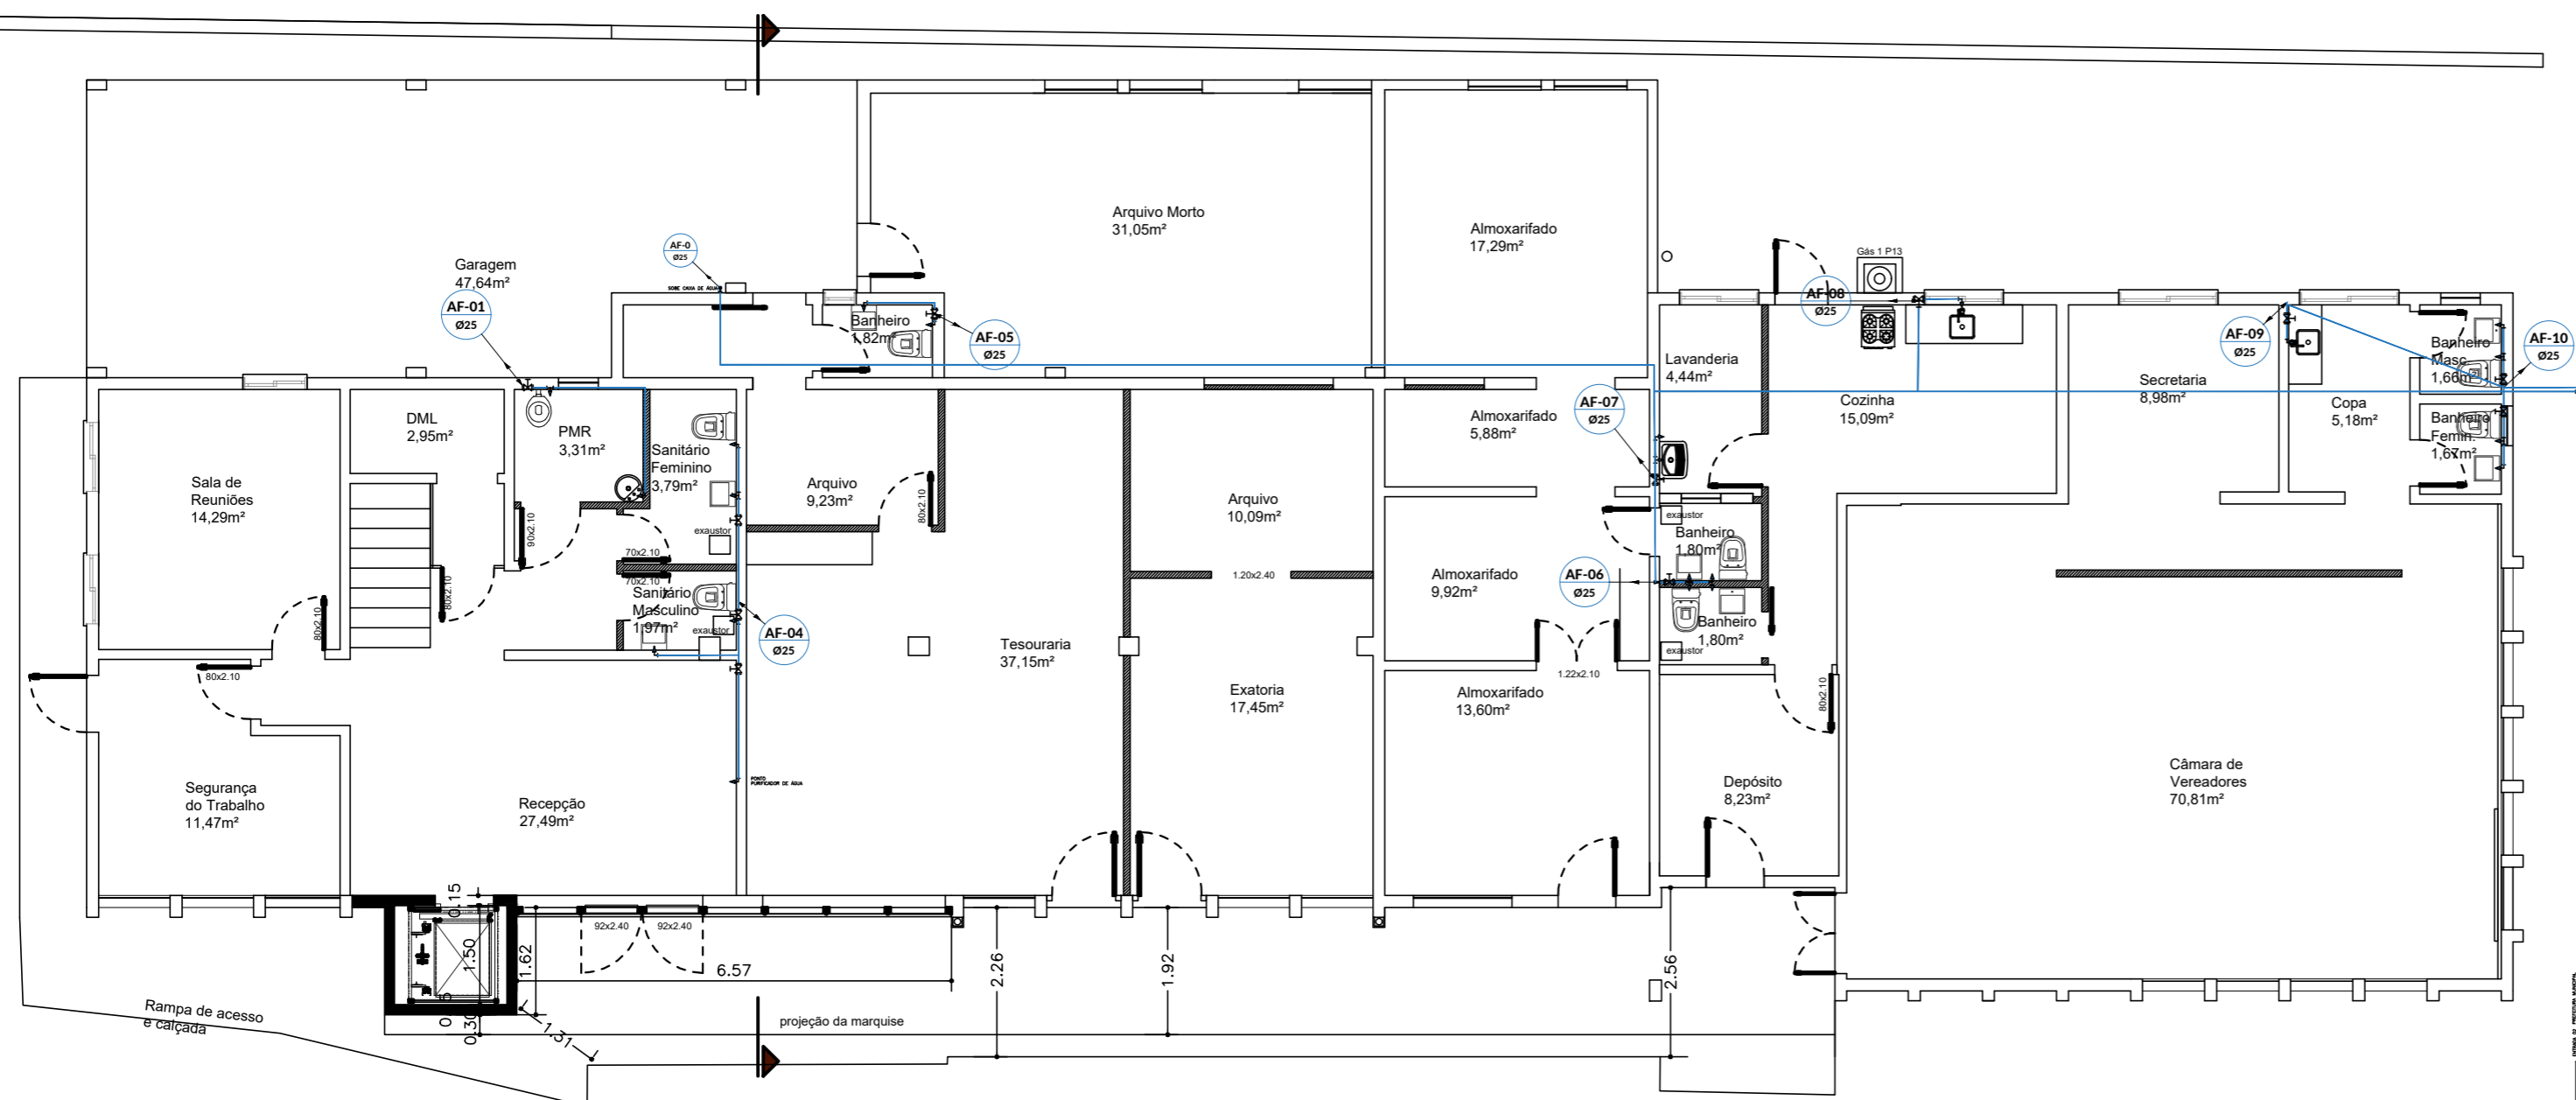 Arquivo Morto
31,05m²
Almoxarifado
17,29m²
Garagem
47,64m²
AF-0
Ø25
SOBE CAIXA DE ÁGUA
AF-01
Ø25
Banheiro
1,82m²
AF-05
Ø25
Gás 1 P13
AF-08
Ø25
Lavanderia
4,44m²
AF-07
Ø25
Cozinha
15,09m²
Secretaria
8,98m²
AF-09
Ø25
Copa
5,18m²
Banheiro
Masc.
1,66m²
AF-10
Ø25
Banheiro
Femin.
1,67m²
DML
2,95m²
PMR
3,31m²
Sanitário
Feminino
3,79m²
exaustor
Sala de
Reuniões
14,29m²
Arquivo
9,23m²
80x2.10
90x2.10
70x2.10
70x2.10
80x2.10
80x2.10
80x2.10
Sanitário
Masculino
1,97m²
exaustor
AF-04
Ø25
Arquivo
10,09m²
1.20x2.40
Almoxarifado
5,88m²
Almoxarifado
9,92m²
AF-06
Ø25
exaustor
Banheiro
1,80m²
Banheiro
1,80m²
exaustor
1.22x2.10
80x2.10
Tesouraria
37,15m²
Exatoria
17,45m²
Almoxarifado
13,60m²
Segurança
do Trabalho
11,47m²
Recepção
27,49m²
PONTO
PURIFICADOR DE ÁGUA
Depósito
8,23m²
Câmara de
Vereadores
70,81m²
0.15
1.50
1.62
92x2.40
92x2.40
6.57
2.26
1.92
2.56
0.30
1.31
Rampa de acesso
e calçada
projeção da marquise